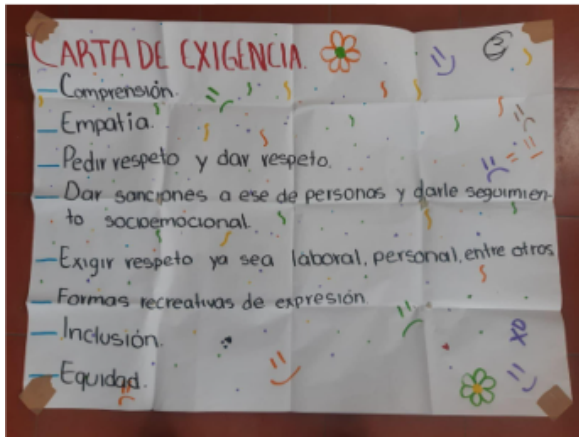 CARTA DE EXIGENCIA.
— Comprensión.
— Empatia.
— Pedir respeto y dar respeto.
— Dar sanciones a ese de personas y darle seguimien-
to socioemocional.
— Exigir respeto ya sea laboral, personal, entre otros
— Formas recreativas de expresión.
— Inclusión.
— Equidad.